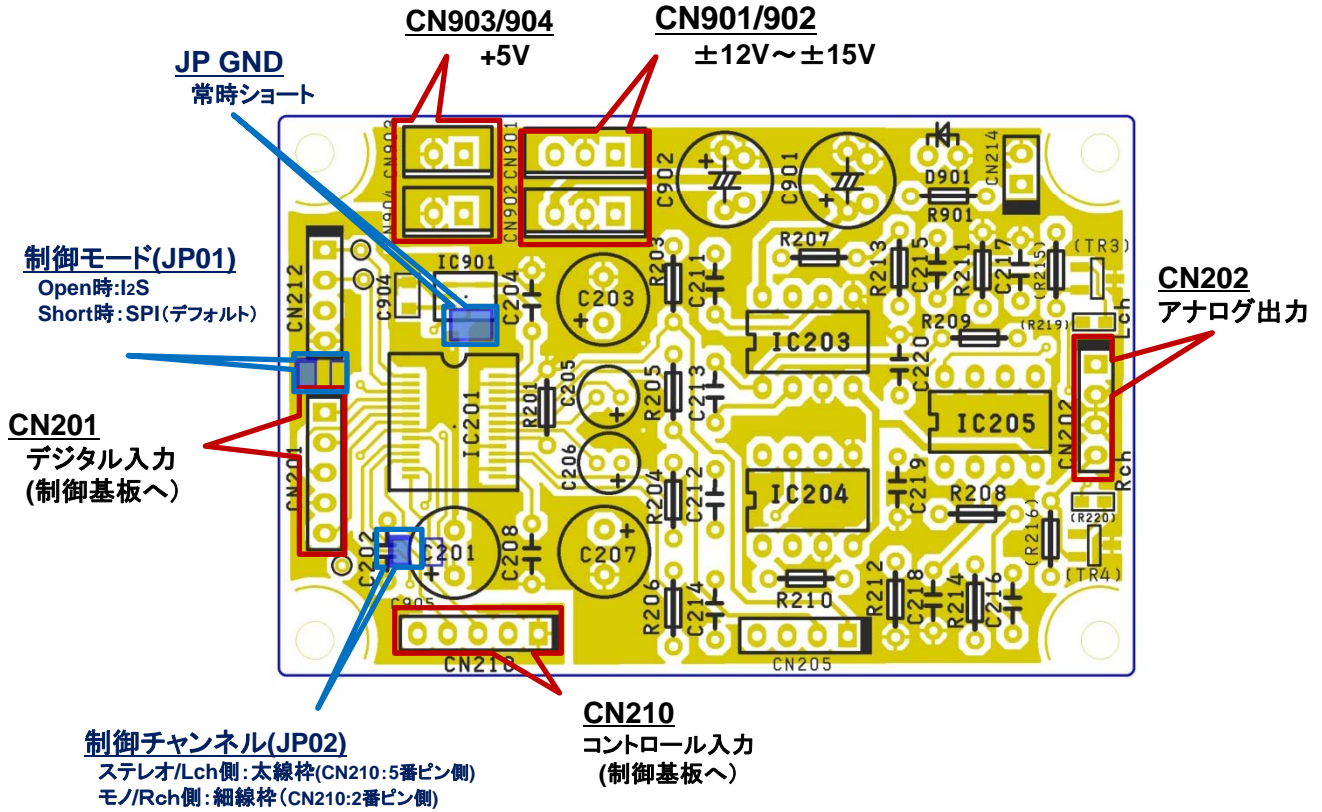 CN903/904
+5V
CN901/902
±12V～±15V
JP GND
常時ショート
制御モード(JP01)
Open時:I2S
Short時:SPI(デフォルト)
CN201
デジタル入力
(制御基板へ)
CN202
アナログ出力
CN210
コントロール入力
(制御基板へ)
制御チャンネル(JP02)
ステレオ/Lch側:太線枠(CN210:5番ピン側)
モノ/Rch側:細線枠(CN210:2番ピン側)
CN903
CN901
CN904
CN902
C902
C901
D901
R901
CN214
CN212
C904
IC901
C204
C203
R203
C211
R207
R213
C215
R211
C217
(R215)
(TR3)
Lch
(R219)
R209
IC203
C220
IC201
R201
C205
C206
R205
C213
IC205
CN202
Rch
CN201
R204
C212
IC204
C219
R208
(R216)
(R220)
(TR4)
C202
C201
C208
C207
C905
R206
C214
R210
R212
C218
R214
C216
CN210
CN205